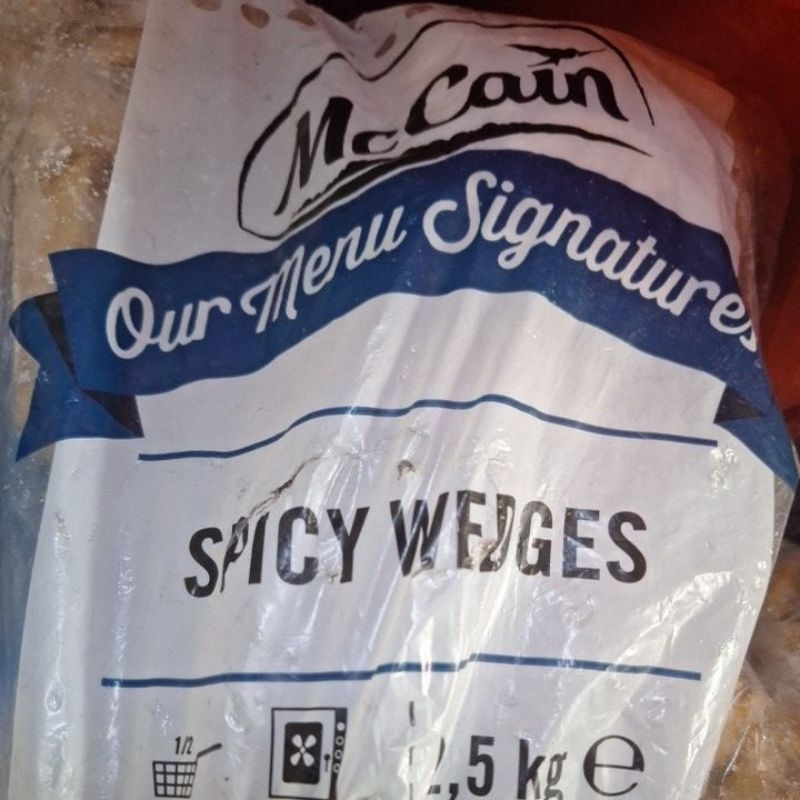 McCain
Our Menu Signatures
SPICY WEDGES
1/2
2,5 kg e